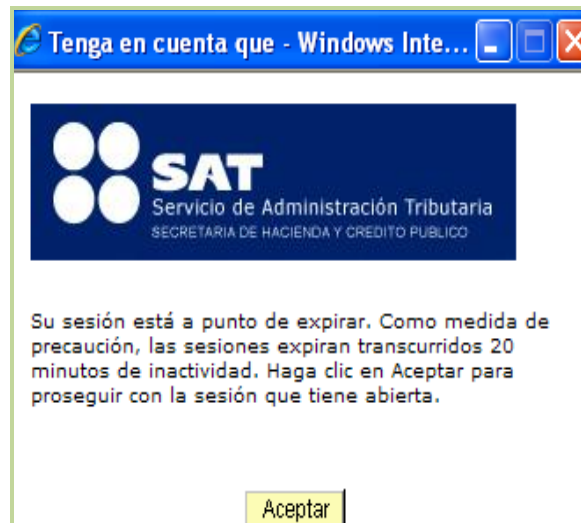 Tenga en cuenta que - Windows Inte...
SAT
Servicio de Administración Tributaria
SECRETARIA DE HACIENDA Y CREDITO PUBLICO
Su sesión está a punto de expirar. Como medida de
precaución, las sesiones expiran transcurridos 20
minutos de inactividad. Haga clic en Aceptar para
proseguir con la sesión que tiene abierta.
Aceptar